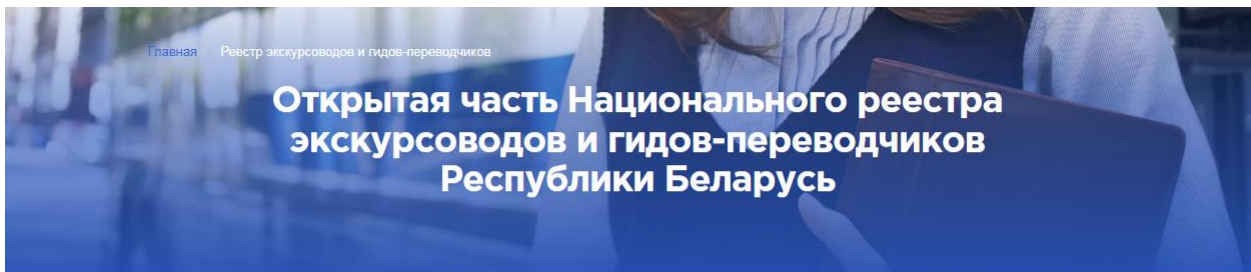 Главная Реестр экскурсоводов и гидов-переводчиков
Открытая часть Национального реестра
экскурсоводов и гидов-переводчиков
Республики Беларусь